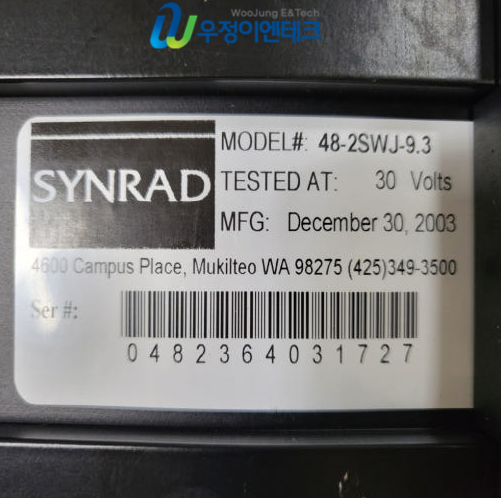 WooJung E&Tech
우정이엔테크
SYNRAD
MODEL#: 48-2SWJ-9.3
TESTED AT: 30 Volts
MFG: December 30, 2003
4600 Campus Place, Mukilteo WA 98275 (425)349-3500
Ser #:
0482364031727